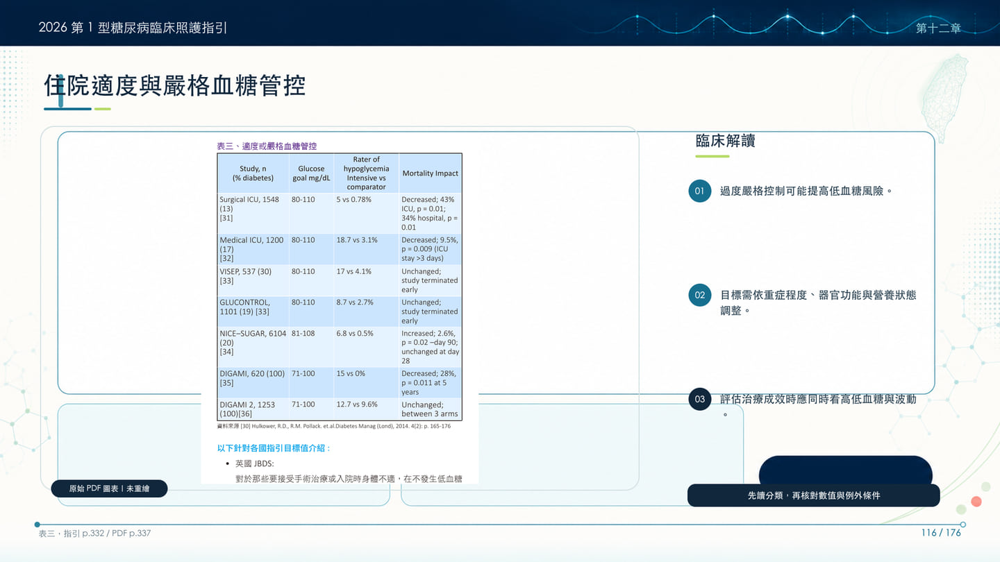 2026 第 1 型糖尿病臨床照護指引
第十二章
住院適度與嚴格血糖管控
表三、適度或嚴格血糖管控
Study, n
(% diabetes)
Glucose
goal mg/dL
Rater of
hypoglycemia
Intensive vs
comparator
Mortality Impact
Surgical ICU, 1548
(13)
[31]
80-110
5 vs 0.78%
Decreased; 43%
ICU, p = 0.01;
34% hospital, p =
0.01
Medical ICU, 1200
(17)
[32]
80-110
18.7 vs 3.1%
Decreased; 9.5%,
p = 0.009 (ICU
stay >3 days)
VISEP, 537 (30)
[33]
80-110
17 vs 4.1%
Unchanged;
study terminated
early
GLUCONTROL,
1101 (19) [33]
80-110
8.7 vs 2.7%
Unchanged;
study terminated
early
NICE–SUGAR, 6104
(20)
[34]
81-108
6.8 vs 0.5%
Increased; 2.6%,
p = 0.02 –day 90;
unchanged at day
28
DIGAMI, 620 (100)
[35]
71-100
15 vs 0%
Decreased; 28%,
p = 0.011 at 5
years
DIGAMI 2, 1253
(100)[36]
71-100
12.7 vs 9.6%
Unchanged;
between 3 arms
資料來源 [30] Hulkower, R.D., R.M. Pollack. et.al.Diabetes Manag (Lond), 2014. 4(2): p. 165-176
以下針對各國指引目標值介紹 :
• 英國 JBDS:
對於那些要接受手術治療或入院時身體不適，在不發生低血糖
臨床解讀
01 過度嚴格控制可能提高低血糖風險。
02 目標需依重症程度、器官功能與營養狀態
調整。
03 評估治療成效時應同時看高低血糖與波動
。
原始 PDF 圖表｜未重繪
先讀分類，再核對數值與例外條件
表三・指引 p.332 / PDF p.337
116 / 176